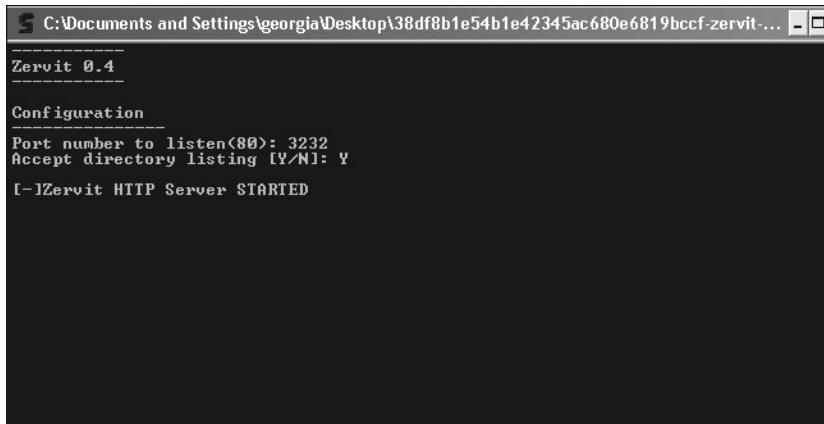 C:\Documents and Settings\georgia\Desktop\38df8b1e54b1e42345ac680e6819bccf-zervit-...
-----------
Zervit 0.4
-----------
Configuration
---------------
Port number to listen(80): 3232
Accept directory listing [Y/N]: Y
[-]Zervit HTTP Server STARTED